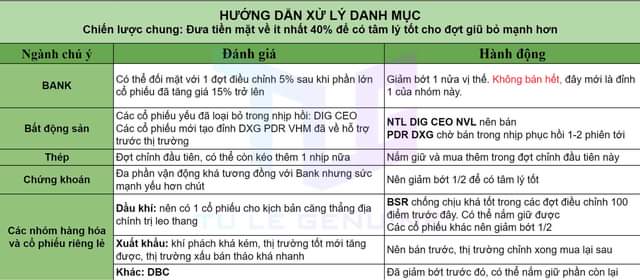 HƯỚNG DẪN XỬ LÝ DANH MỤC
Chiến lược chung: Đưa tiền mặt về ít nhất 40% để có tâm lý tốt cho đợt giũ bỏ mạnh hơn
Ngành chú ý
Đánh giá
Hành động
BANK
Có thể đối mặt với 1 đợt điều chỉnh 5% sau khi phần lớn
cổ phiếu đã tăng giá 15% trở lên
Giảm bớt 1 nửa vị thế. Không bán hết, đây mới là đỉnh
1 của nhóm này.
Bất động sản
Các cổ phiếu yếu đã loại bỏ trong nhịp hồi: DIG CEO
Các cổ phiếu mới tạo đỉnh DXG PDR VHM đã về hỗ trợ
trước thị trường
NTL DIG CEO NVL nên bán
PDR DXG chờ bán trong nhịp phục hồi 1-2 phiên tới
Thép
Đợt chỉnh đầu tiên, có thể còn kéo thêm 1 nhịp nữa
Nắm giữ và mua thêm trong đợt chỉnh đầu tiên này
Chứng khoán
Đa phần vận động khá tương đồng với Bank nhưng sức
mạnh yếu hơn chút
Nên giảm bớt 1/2 để có tâm lý tốt
Các nhóm hàng hóa
và cổ phiếu riêng lẻ
Dầu khí: nên có 1 cổ phiếu cho kịch bản căng thẳng địa
chính trị leo thang
BSR chống chịu khá tốt trong các đợt điều chỉnh 100
điểm trước đây. Có thể nắm giữ được
Các cổ phiếu khác nên giảm bớt 1/2
Xuất khẩu: khí phách khá kém, thị trường tốt mới tăng
được, thị trường xấu bán tháo khá nhanh
Nên bán trước, thị trường chỉnh xong mua lại sau
Khác: DBC
Đã giảm bớt trước đó, có thể nắm giữ phần còn lại